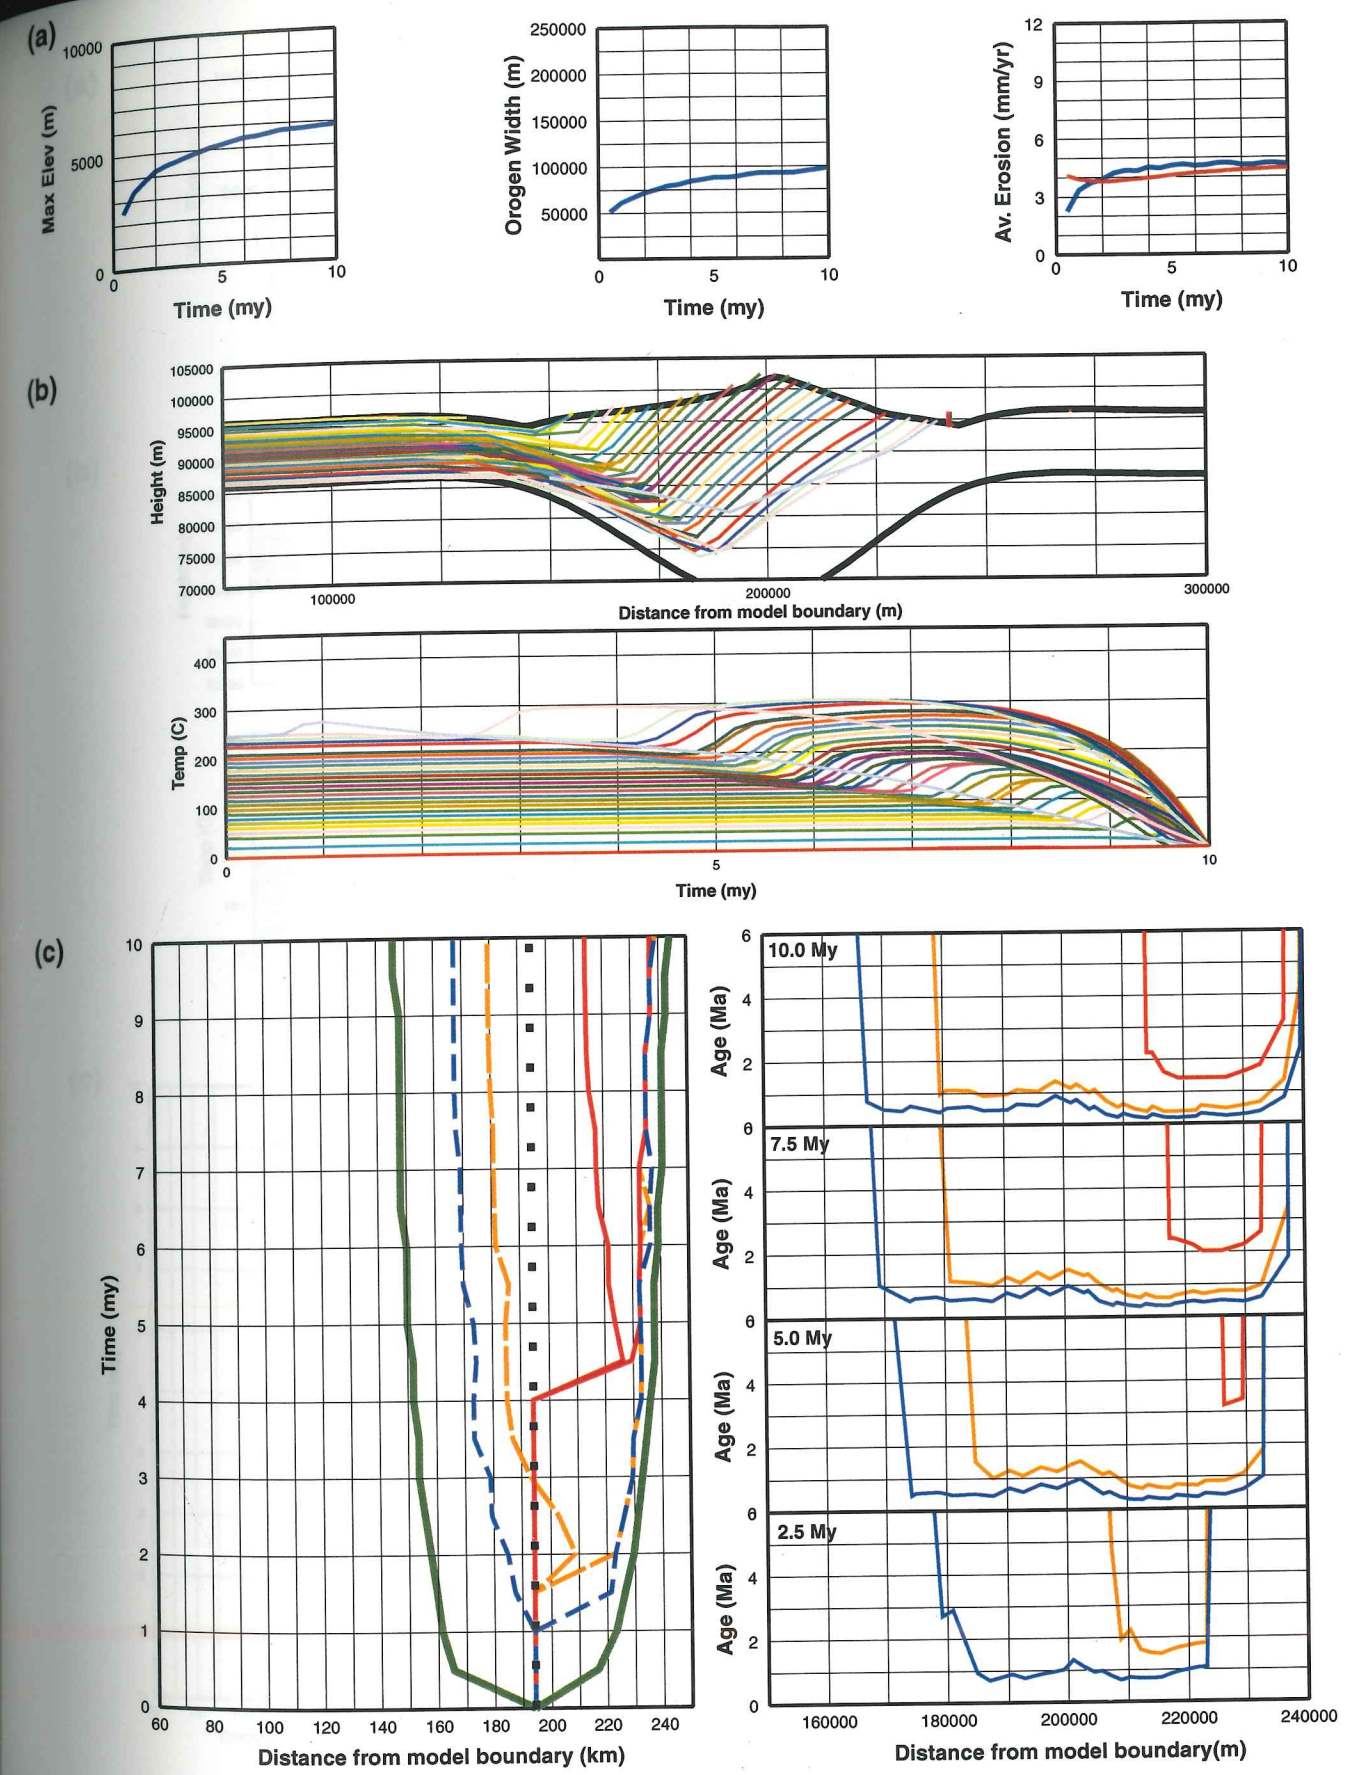 (a)
10000
5000
0
Max Elev (m)
0 5 10
Time (my)
250000
200000
150000
100000
50000
Orogen Width (m)
0 5 10
Time (my)
12
9
6
3
0
Av. Erosion (mm/yr)
0 5 10
Time (my)
(b)
105000
100000
95000
90000
85000
80000
75000
70000
Height (m)
100000 200000 300000
Distance from model boundary (m)
400
300
200
100
0
Temp (C)
0 5 10
Time (my)
(c)
10
9
8
7
6
5
4
3
2
1
0
Time (my)
60 80 100 120 140 160 180 200 220 240
Distance from model boundary (km)
6
10.0 My
4
2
Age (Ma)
6
7.5 My
4
2
Age (Ma)
6
5.0 My
4
2
Age (Ma)
6
2.5 My
4
2
0
Age (Ma)
160000 180000 200000 220000 240000
Distance from model boundary(m)